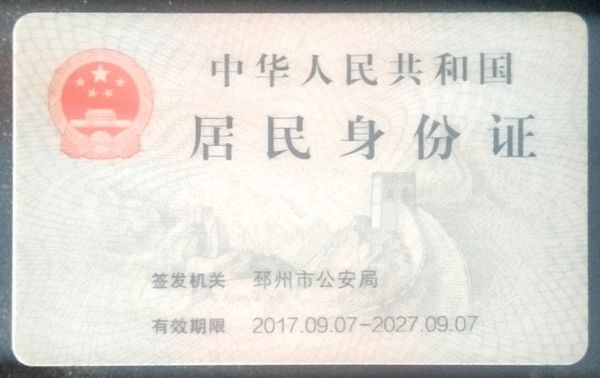 中华人民共和国
居民身份证
签发机关 邳州市公安局
有效期限 2017.09.07-2027.09.07